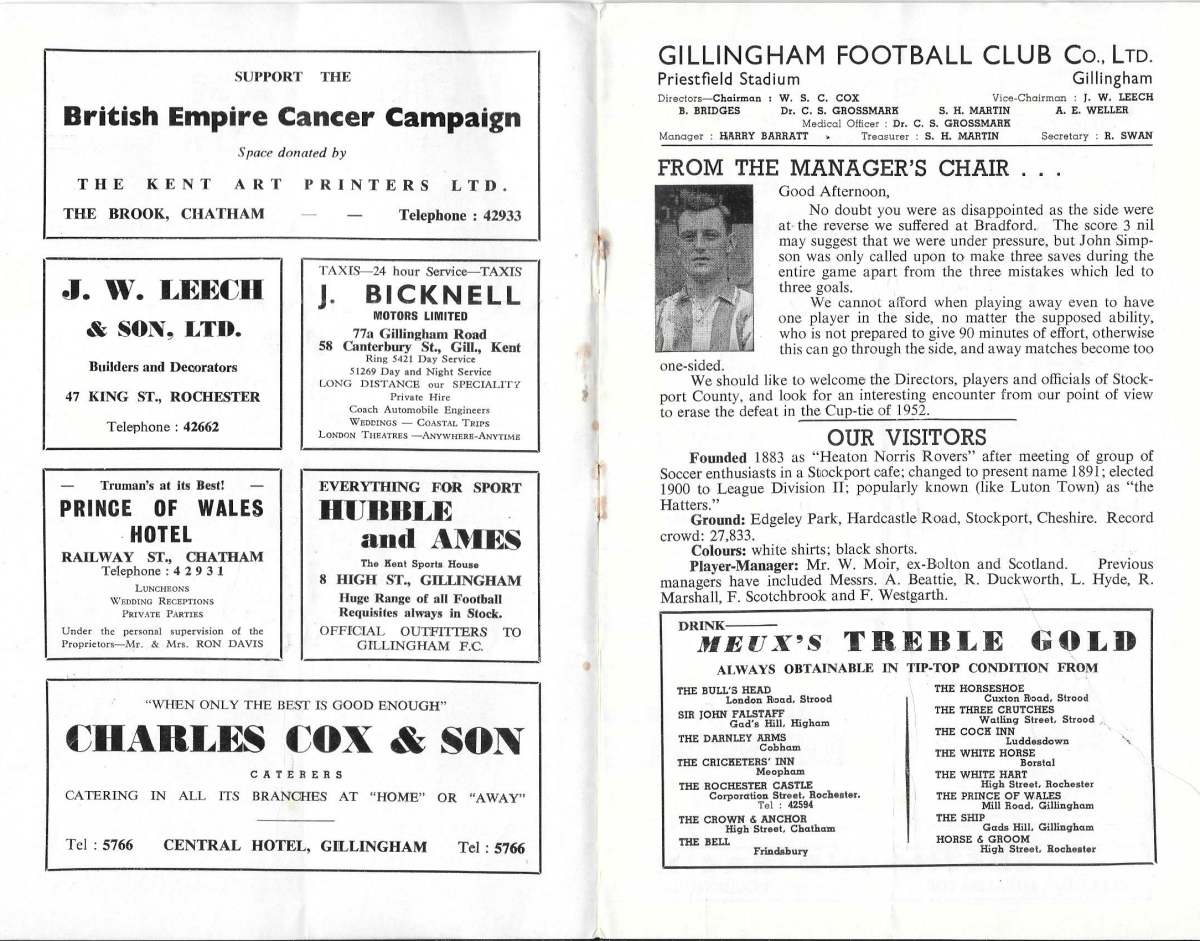 SUPPORT THE
British Empire Cancer Campaign
Space donated by
THE KENT ART PRINTERS LTD.
THE BROOK, CHATHAM — — Telephone : 42933
J. W. LEECH
& SON, LTD.
Builders and Decorators
47 KING ST., ROCHESTER
Telephone : 42662
TAXIS—24 hour Service—TAXIS
J. BICKNELL
MOTORS LIMITED
77a Gillingham Road
58 Canterbury St., Gill., Kent
Ring 5421 Day Service
51269 Day and Night Service
LONG DISTANCE our SPECIALITY
Private Hire
Coach Automobile Engineers
WEDDINGS — COASTAL TRIPS
LONDON THEATRES —ANYWHERE-ANYTIME
— Truman's at its Best! —
PRINCE OF WALES
HOTEL
RAILWAY ST., CHATHAM
Telephone : 4 2 9 3 1
LUNCHEONS
WEDDING RECEPTIONS
PRIVATE PARTIES
Under the personal supervision of the
Proprietors—Mr. & Mrs. RON DAVIS
EVERYTHING FOR SPORT
HUBBLE
and AMES
The Kent Sports House
8 HIGH ST., GILLINGHAM
Huge Range of all Football
Requisites always in Stock.
OFFICIAL OUTFITTERS TO
GILLINGHAM F.C.
"WHEN ONLY THE BEST IS GOOD ENOUGH"
CHARLES COX & SON
CATERERS
CATERING IN ALL ITS BRANCHES AT "HOME" OR "AWAY"
Tel : 5766 CENTRAL HOTEL, GILLINGHAM Tel : 5766
GILLINGHAM FOOTBALL CLUB CO., LTD.
Priestfield Stadium Gillingham
Directors—Chairman : W. S. C. COX Vice-Chairman : J. W. LEECH
B. BRIDGES Dr. C. S. GROSSMARK S. H. MARTIN A. E. WELLER
Medical Officer : Dr. C. S. GROSSMARK
Manager : HARRY BARRATT Treasurer : S. H. MARTIN Secretary : R. SWAN
FROM THE MANAGER'S CHAIR . . .
Good Afternoon,
No doubt you were as disappointed as the side were
at the reverse we suffered at Bradford. The score 3 nil
may suggest that we were under pressure, but John Simp-
son was only called upon to make three saves during the
entire game apart from the three mistakes which led to
three goals.
We cannot afford when playing away even to have
one player in the side, no matter the supposed ability,
who is not prepared to give 90 minutes of effort, otherwise
this can go through the side, and away matches become too
one-sided.
We should like to welcome the Directors, players and officials of Stock-
port County, and look for an interesting encounter from our point of view
to erase the defeat in the Cup-tie of 1952.
OUR VISITORS
Founded 1883 as "Heaton Norris Rovers" after meeting of group of
Soccer enthusiasts in a Stockport cafe; changed to present name 1891; elected
1900 to League Division II; popularly known (like Luton Town) as "the
Hatters."
Ground: Edgeley Park, Hardcastle Road, Stockport, Cheshire. Record
crowd: 27,833.
Colours: white shirts; black shorts.
Player-Manager: Mr. W. Moir, ex-Bolton and Scotland. Previous
managers have included Messrs. A. Beattie, R. Duckworth, L. Hyde, R.
Marshall, F. Scotchbrook and F. Westgarth.
DRINK———
MEUX'S TREBLE GOLD
ALWAYS OBTAINABLE IN TIP-TOP CONDITION FROM
THE BULL'S HEAD
London Road, Strood
SIR JOHN FALSTAFF
Gad's Hill, Higham
THE DARNLEY ARMS
Cobham
THE CRICKETERS' INN
Meopham
THE ROCHESTER CASTLE
Corporation Street, Rochester.
Tel : 42594
THE CROWN & ANCHOR
High Street, Chatham
THE BELL
Frindsbury
THE HORSESHOE
Cuxton Road, Strood
THE THREE CRUTCHES
Watling Street, Strood
THE COCK INN
Luddesdown
THE WHITE HORSE
Borstal
THE WHITE HART
High Street, Rochester
THE PRINCE OF WALES
Mill Road, Gillingham
THE SHIP
Gads Hill, Gillingham
HORSE & GROOM
High Street, Rochester